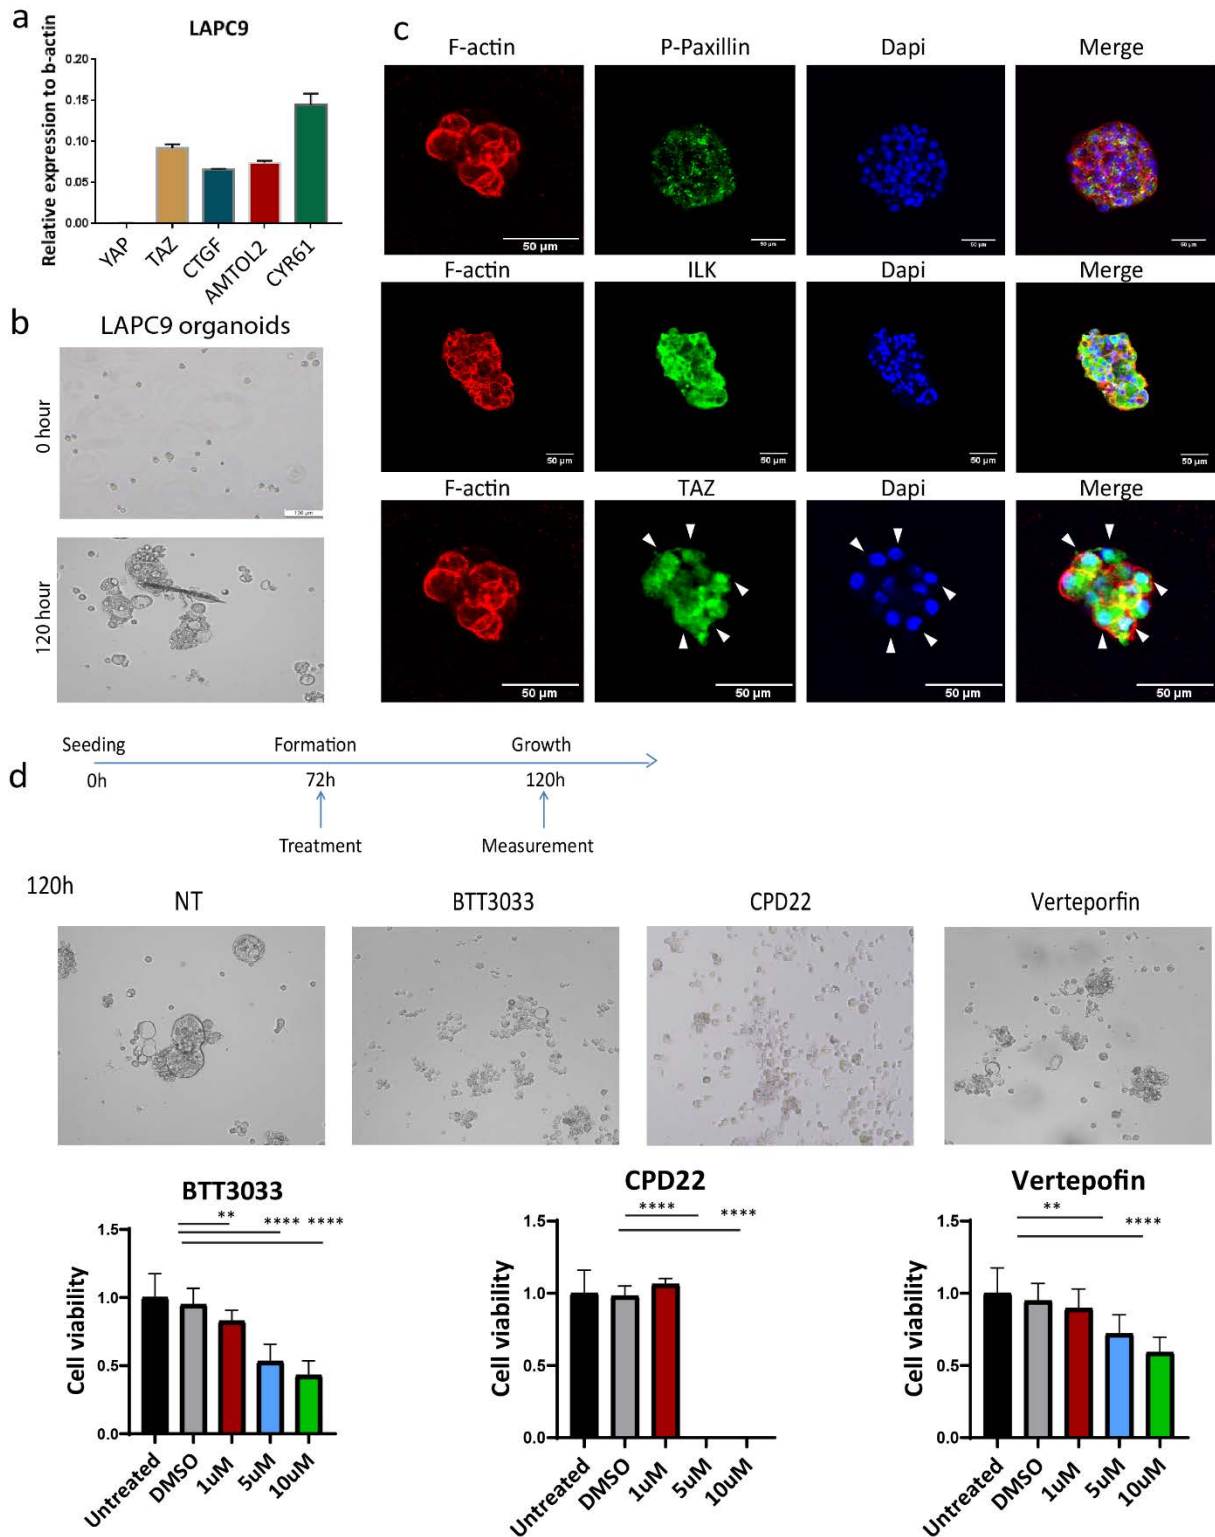 a
LAPC9
Relative expression to b-actin
0.20
0.15
0.10
0.05
0.00
YAP
TAZ
CTGF
AMTOL2
CYR61
b
LAPC9 organoids
0 hour
120 hour
c
F-actin P-Paxillin Dapi Merge
50 µm 50 µm 50 µm 50 µm
F-actin ILK Dapi Merge
50 µm 50 µm 50 µm 50 µm
F-actin TAZ Dapi Merge
50 µm 50 µm 50 µm 50 µm
d
Seeding Formation Growth
0h 72h 120h
Treatment Measurement
120h
NT BTT3033 CPD22 Verteporfin
BTT3033
** **** ****
Cell viability
1.5
1.0
0.5
0.0
Untreated
DMSO
1uM
5uM
10uM
CPD22
**** ****
Cell viability
1.5
1.0
0.5
0.0
Untreated
DMSO
1uM
5uM
10uM
Vertepofin
** ****
Cell viability
1.5
1.0
0.5
0.0
Untreated
DMSO
1uM
5uM
10uM